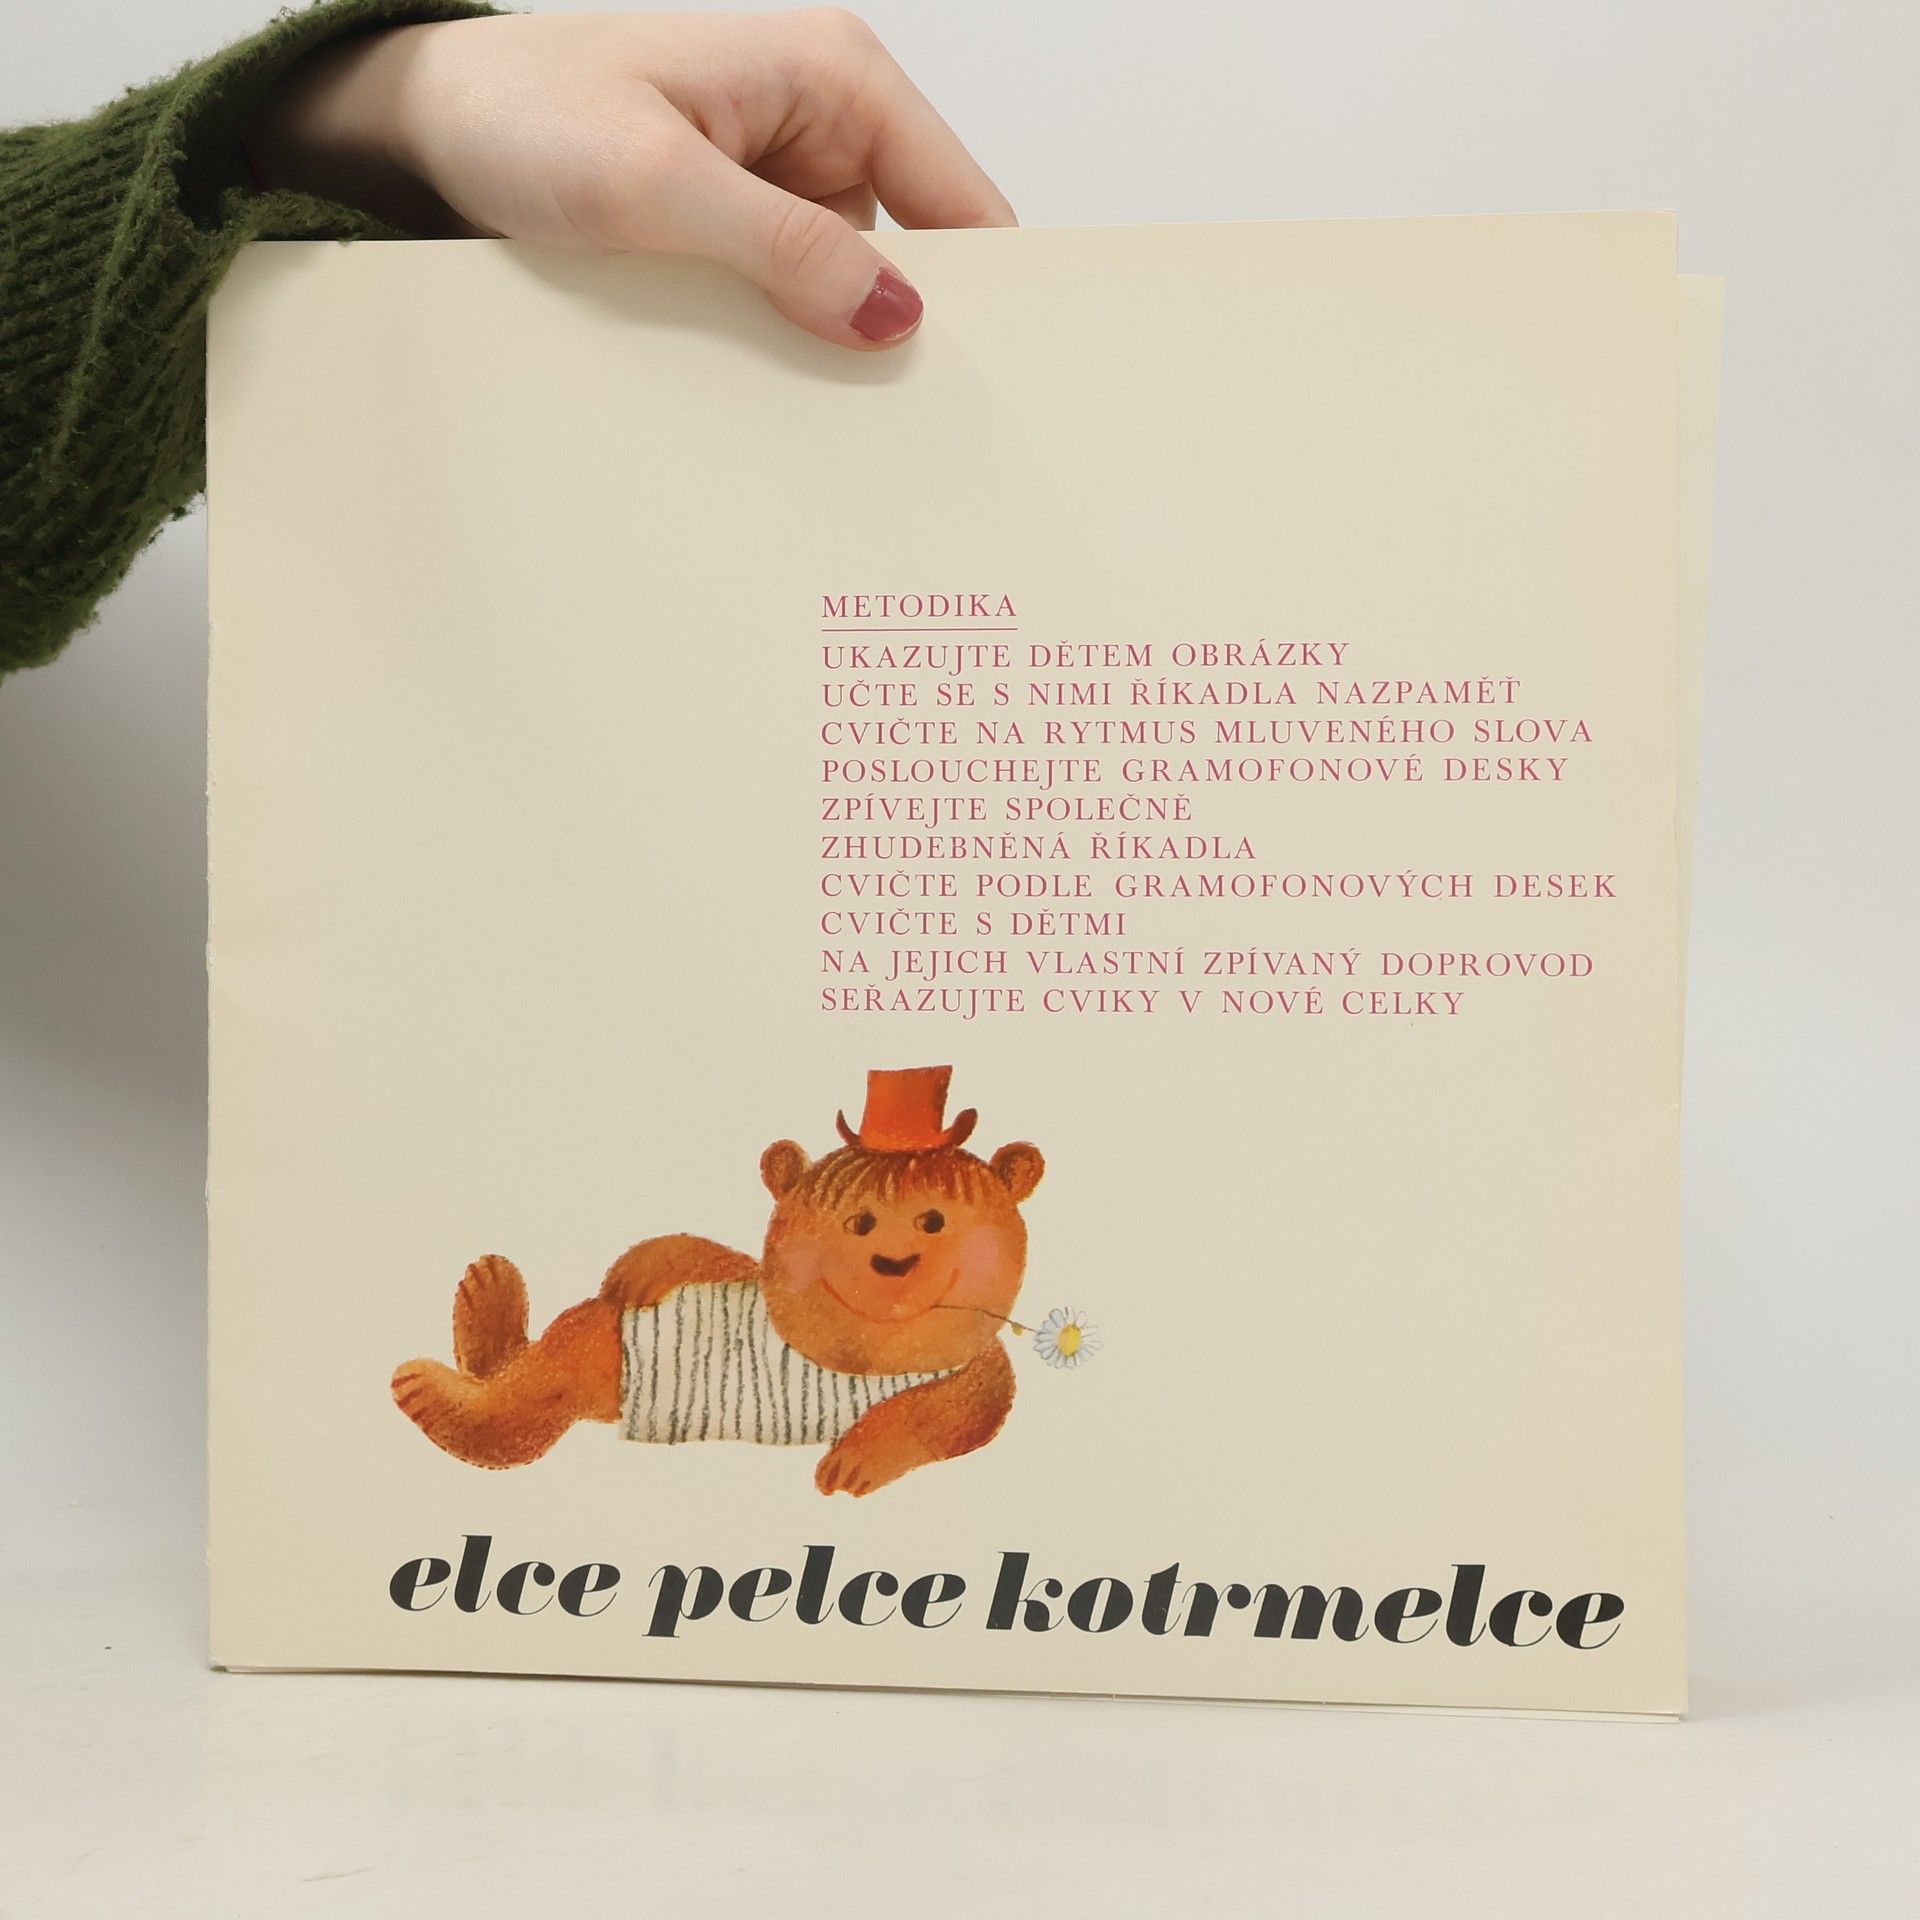 METODIKA
UKAZUJTE DĚTEM OBRÁZKY
UČTE SE S NIMI ŘÍKADLA NAZPAMĚŤ
CVIČTE NA RYTMUS MLUVENÉHO SLOVA
POSLOUCHEJTE GRAMOFONOVÉ DESKY
ZPÍVEJTE SPOLEČNĚ
ZHUDEBNĚNÁ ŘÍKADLA
CVIČTE PODLE GRAMOFONOVÝCH DESEK
CVIČTE S DĚTMI
NA JEJICH VLASTNÍ ZPÍVANÝ DOPROVOD
SEŘAZUJTE CVIKY V NOVÉ CELKY
elce pelce kotrmelce